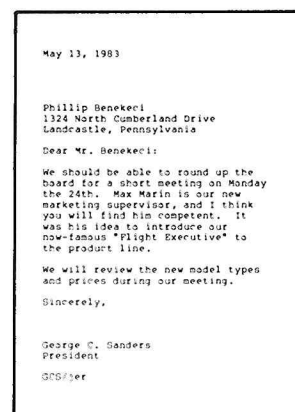 May 13, 1983
Phillip Benekeci
1324 North Cumberland Drive
Landcastle, Pennsylvania
Dear Mr. Benekeci:
We should be able to round up the
board for a short meeting on Monday
the 24th. Max Marin is our new
marketing supervisor, and I think
you will find him competent. It
was his idea to introduce our
now-famous "Flight Executive" to
the product line.
We will review the new model types
and prices during our meeting.
Sincerely,
George C. Sanders
President
GCS/jer